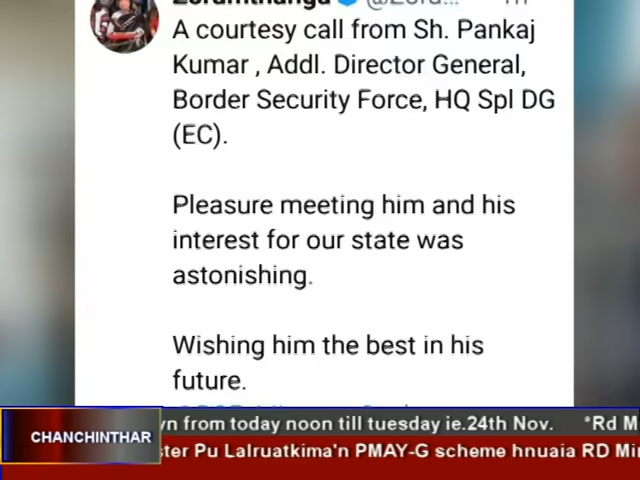 A courtesy call from Sh. Pankaj
Kumar , Addl. Director General,
Border Security Force, HQ Spl DG
(EC).
Pleasure meeting him and his
interest for our state was
astonishing.
Wishing him the best in his
future.
CHANCHINTHAR
from today noon till tuesday ie.24th Nov. *Rd
Pu Lalruatkima'n PMAY-G scheme hnuaia RD